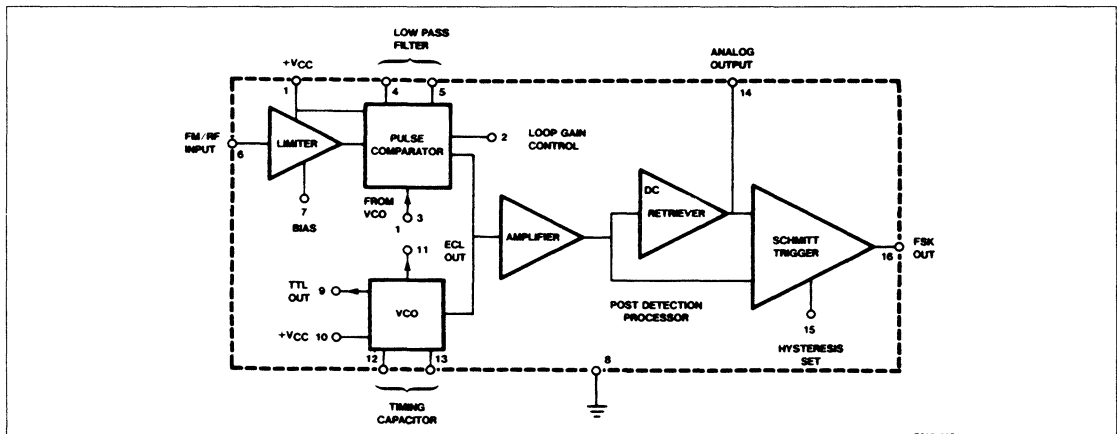 LOW PASS
FILTER
ANALOG
OUTPUT
+VCC
1
4
5
14
FM/RF
INPUT
6
LIMITER
PULSE
COMPARATOR
2
LOOP GAIN
CONTROL
DC
RETRIEVER
7
BIAS
FROM
VCO
3
1
11
ECL
OUT
AMPLIFIER
SCHMITT
TRIGGER
16
FSK
OUT
TTL
OUT
9
VCO
+VCC
10
12
13
POST DETECTION
PROCESSOR
15
HYSTERESIS
SET
8
TIMING
CAPACITOR